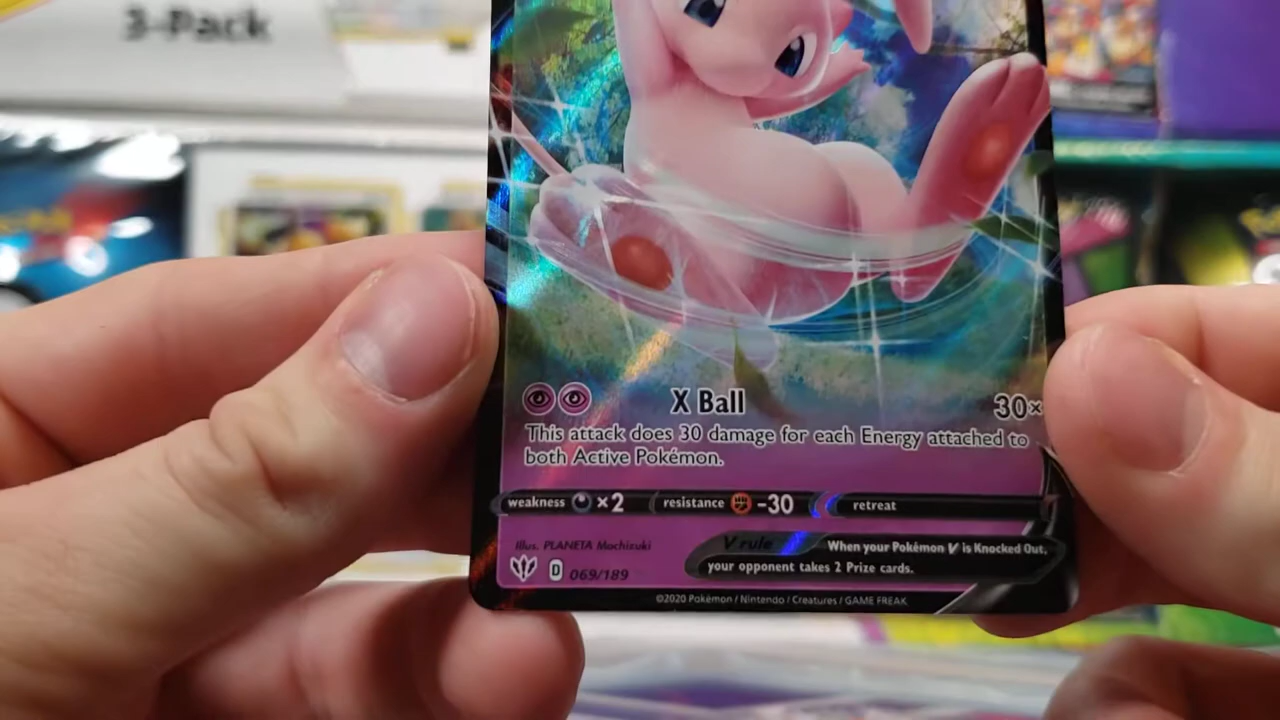 3-Pack
X Ball 30×
This attack does 30 damage for each Energy attached to
both Active Pokémon.
weakness ×2 resistance -30 retreat
Illus. PLANETA Mochizuki
V rule When your Pokémon V is Knocked Out,
your opponent takes 2 Prize cards.
D 069/189
©2020 Pokémon / Nintendo / Creatures / GAME FREAK